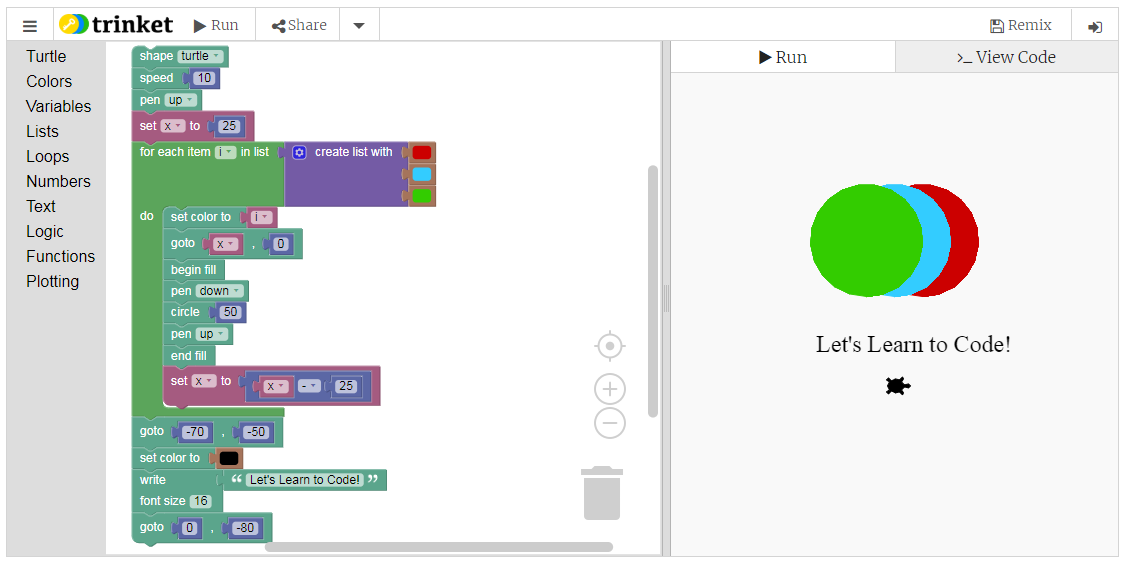 trinket Run Share Remix
Turtle
Colors
Variables
Lists
Loops
Numbers
Text
Logic
Functions
Plotting
shape turtle
speed 10
pen up
set x to 25
for each item i in list create list with
do set color to i
goto x , 0
begin fill
pen down
circle 50
pen up
end fill
set x to x - 25
goto -70 , -50
set color to
write “ Let's Learn to Code! ”
font size 16
goto 0 , -80
Run >_ View Code
Let's Learn to Code!